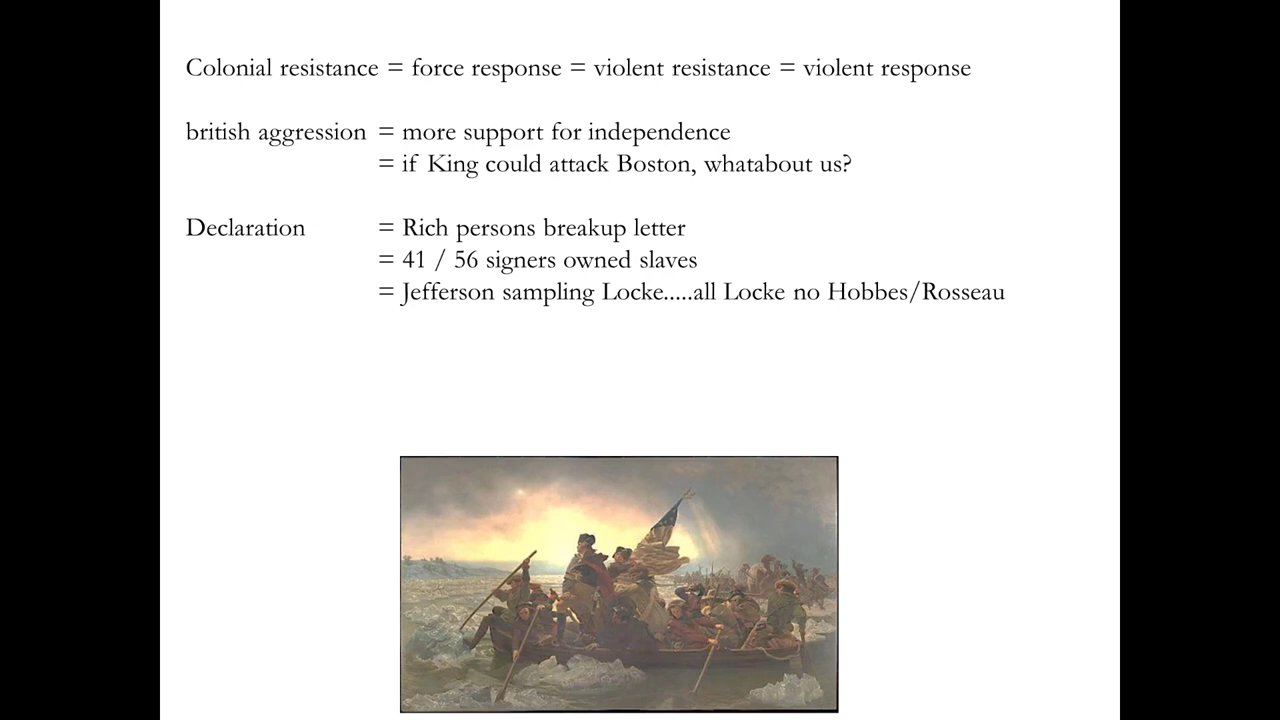 Colonial resistance = force response = violent resistance = violent response
british aggression = more support for independence
= if King could attack Boston, whatabout us?
Declaration = Rich persons breakup letter
= 41 / 56 signers owned slaves
= Jefferson sampling Locke.....all Locke no Hobbes/Rosseau